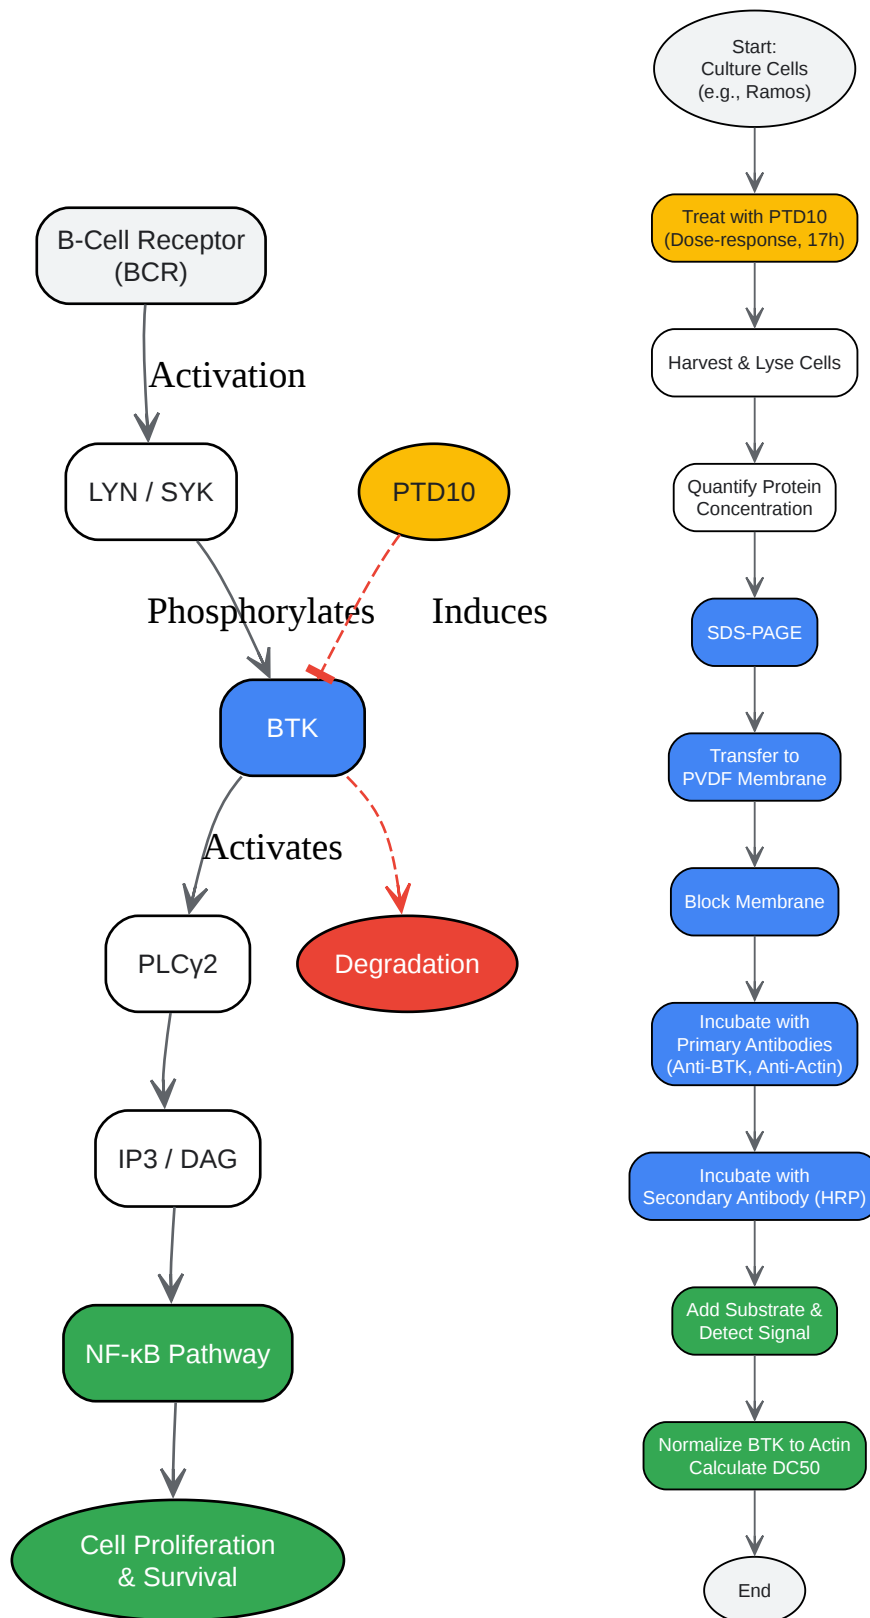 B-Cell Receptor
(BCR)
Activation
LYN / SYK
PTD10
Phosphorylates
Induces
BTK
Activates
PLCγ2
Degradation
IP3 / DAG
NF-κB Pathway
Cell Proliferation
& Survival
Start:
Culture Cells
(e.g., Ramos)
Treat with PTD10
(Dose-response, 17h)
Harvest & Lyse Cells
Quantify Protein
Concentration
SDS-PAGE
Transfer to
PVDF Membrane
Block Membrane
Incubate with
Primary Antibodies
(Anti-BTK, Anti-Actin)
Incubate with
Secondary Antibody (HRP)
Add Substrate &
Detect Signal
Normalize BTK to Actin
Calculate DC50
End